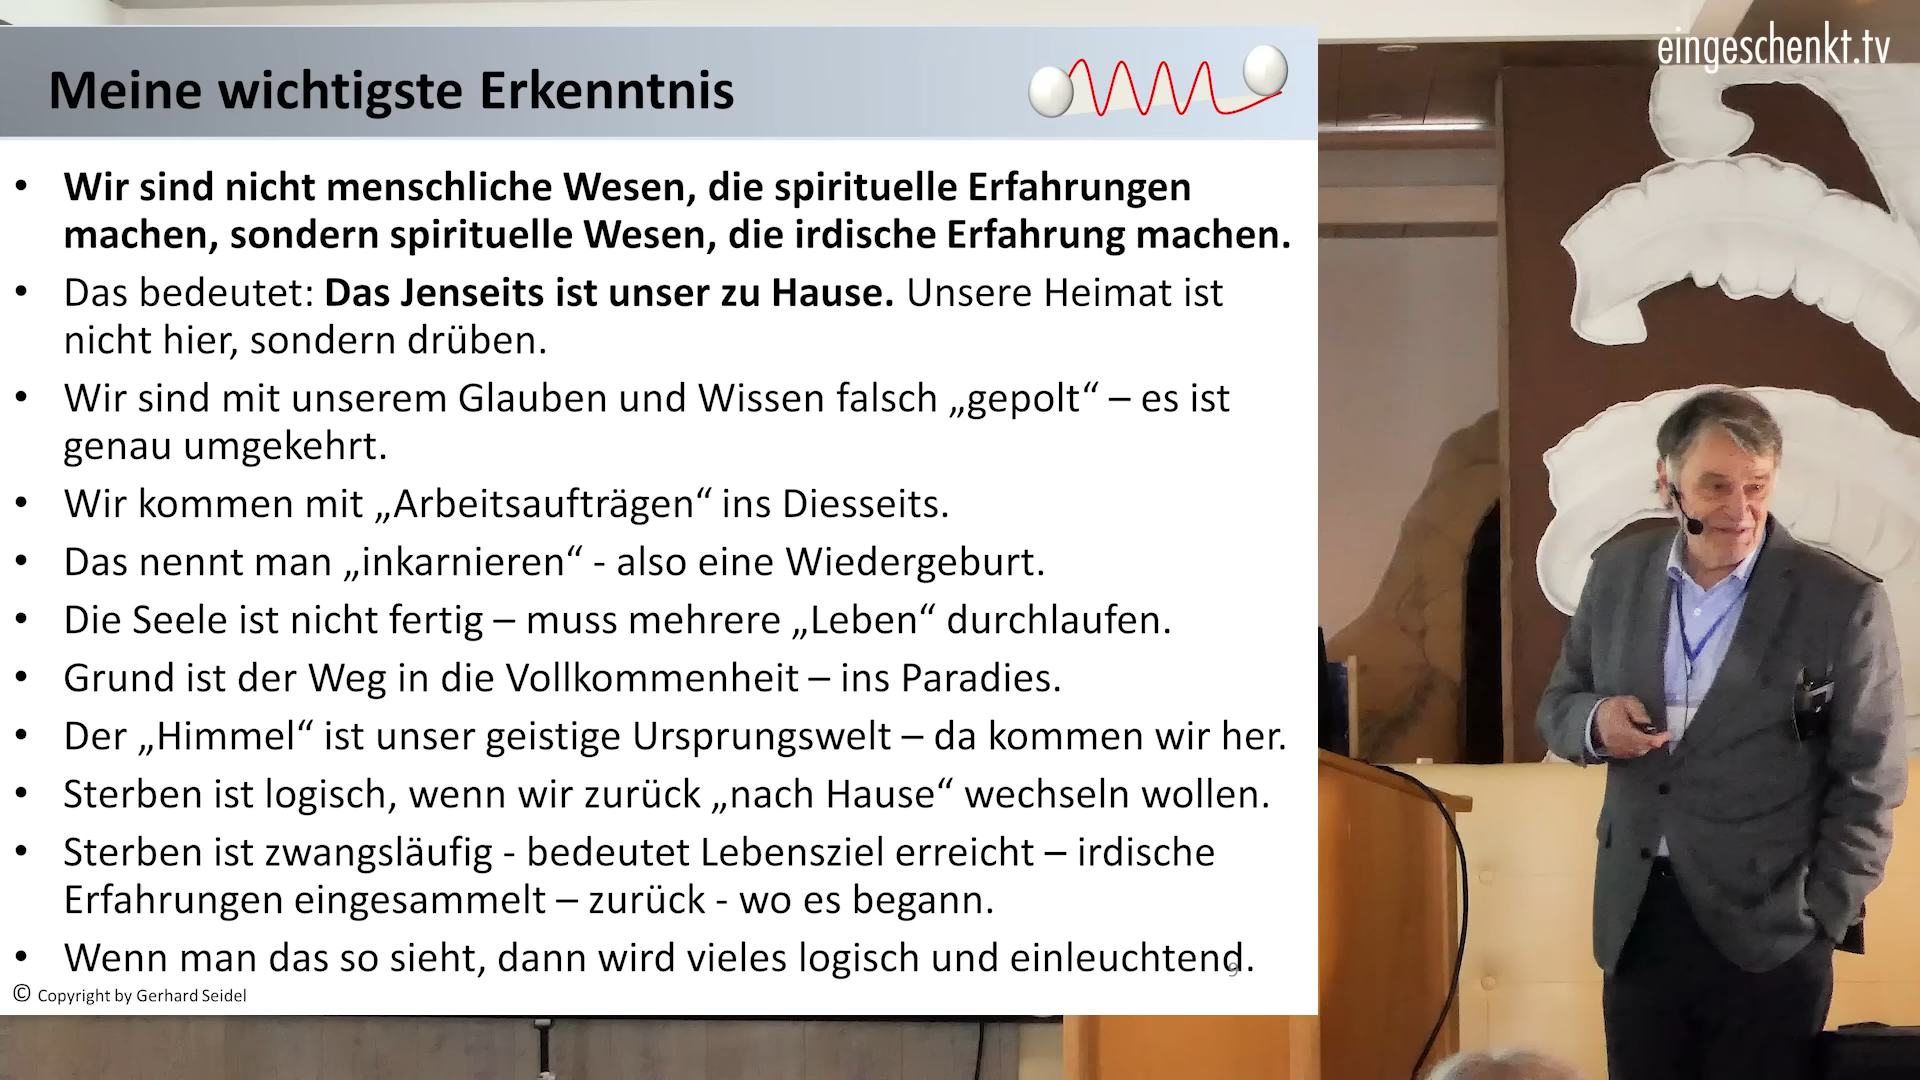 eingeschenkt.tv
Meine wichtigste Erkenntnis
• Wir sind nicht menschliche Wesen, die spirituelle Erfahrungen
machen, sondern spirituelle Wesen, die irdische Erfahrung machen.
• Das bedeutet: Das Jenseits ist unser zu Hause. Unsere Heimat ist
nicht hier, sondern drüben.
• Wir sind mit unserem Glauben und Wissen falsch „gepolt“ – es ist
genau umgekehrt.
• Wir kommen mit „Arbeitsaufträgen“ ins Diesseits.
• Das nennt man „inkarnieren“ - also eine Wiedergeburt.
• Die Seele ist nicht fertig – muss mehrere „Leben“ durchlaufen.
• Grund ist der Weg in die Vollkommenheit – ins Paradies.
• Der „Himmel“ ist unser geistige Ursprungswelt – da kommen wir her.
• Sterben ist logisch, wenn wir zurück „nach Hause“ wechseln wollen.
• Sterben ist zwangsläufig - bedeutet Lebensziel erreicht – irdische
Erfahrungen eingesammelt – zurück - wo es begann.
• Wenn man das so sieht, dann wird vieles logisch und einleuchtend.
9
© Copyright by Gerhard Seidel